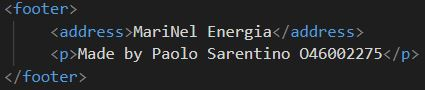 <footer>
<address>MariNel Energia</address>
<p>Made by Paolo Sarentino O46002275</p>
</footer>